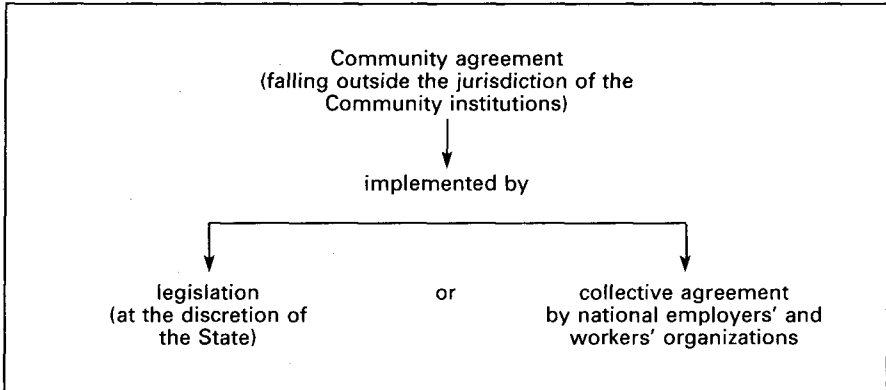 Community agreement
(falling outside the jurisdiction of the
Community institutions)
implemented by
legislation
(at the discretion of
the State)
or
collective agreement
by national employers' and
workers' organizations